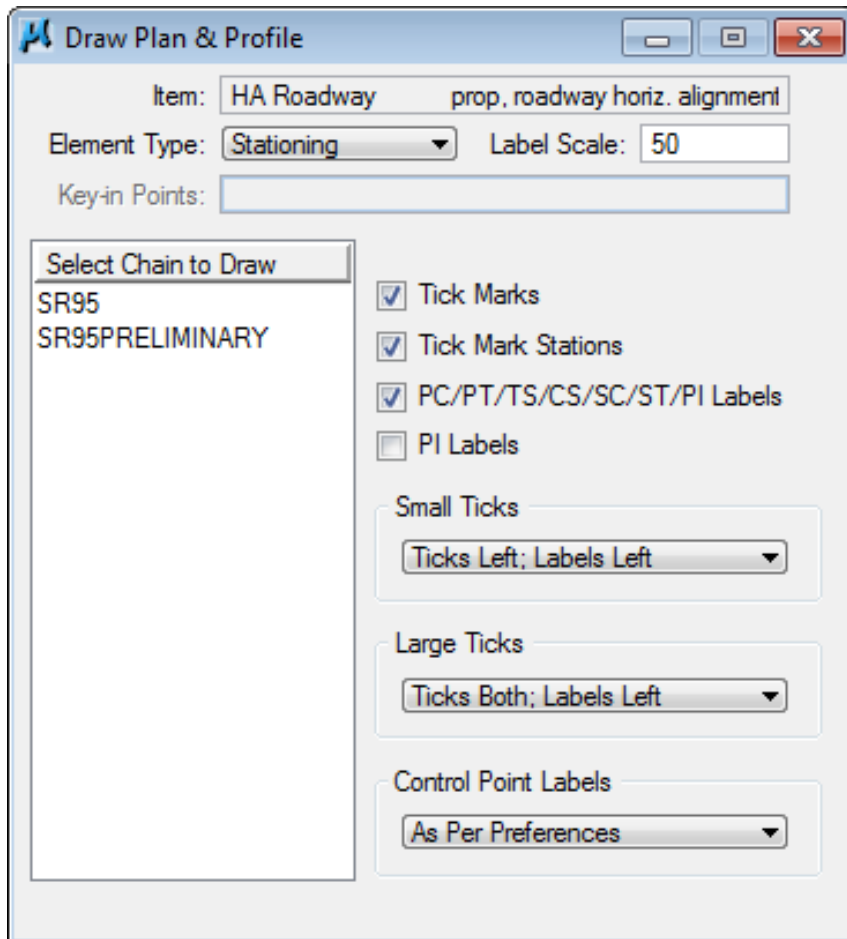 Draw Plan & Profile
Item: HA Roadway prop, roadway horiz. alignment
Element Type: Stationing Label Scale: 50
Key-in Points:
Select Chain to Draw
SR95
SR95PRELIMINARY
Tick Marks
Tick Mark Stations
PC/PT/TS/CS/SC/ST/PI Labels
PI Labels
Small Ticks
Ticks Left; Labels Left
Large Ticks
Ticks Both; Labels Left
Control Point Labels
As Per Preferences